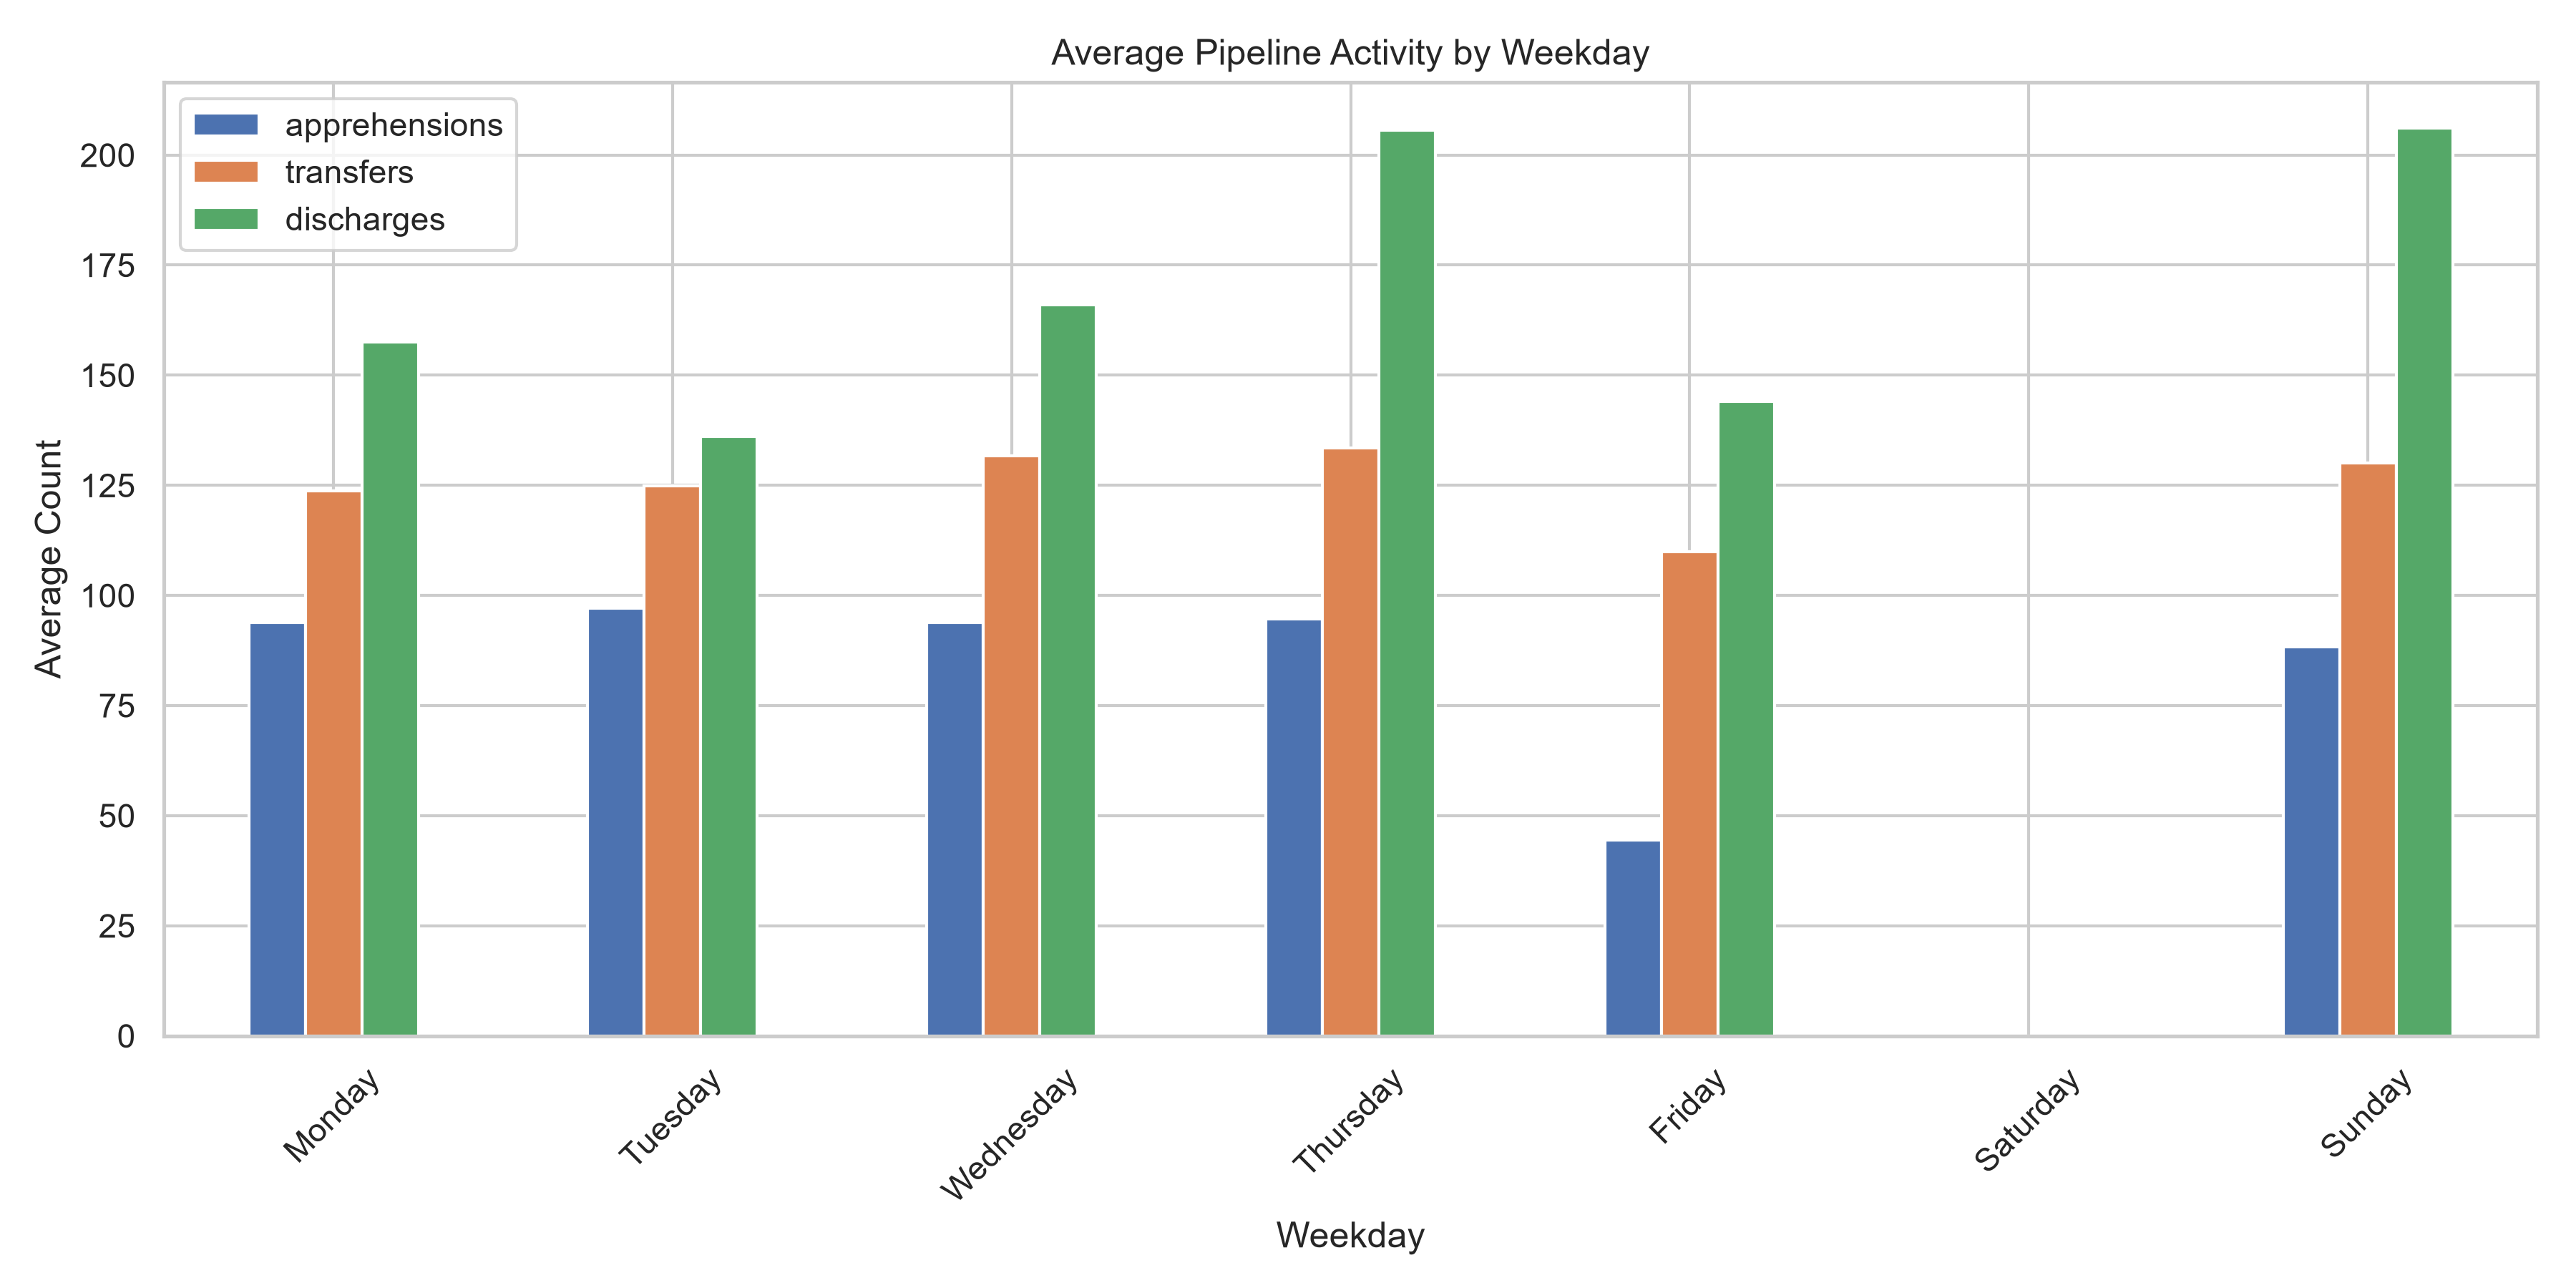 Average Pipeline Activity by Weekday
apprehensions
transfers
discharges
200
175
150
125
100
75
50
25
0
Average Count
Monday
Tuesday
Wednesday
Thursday
Friday
Saturday
Sunday
Weekday